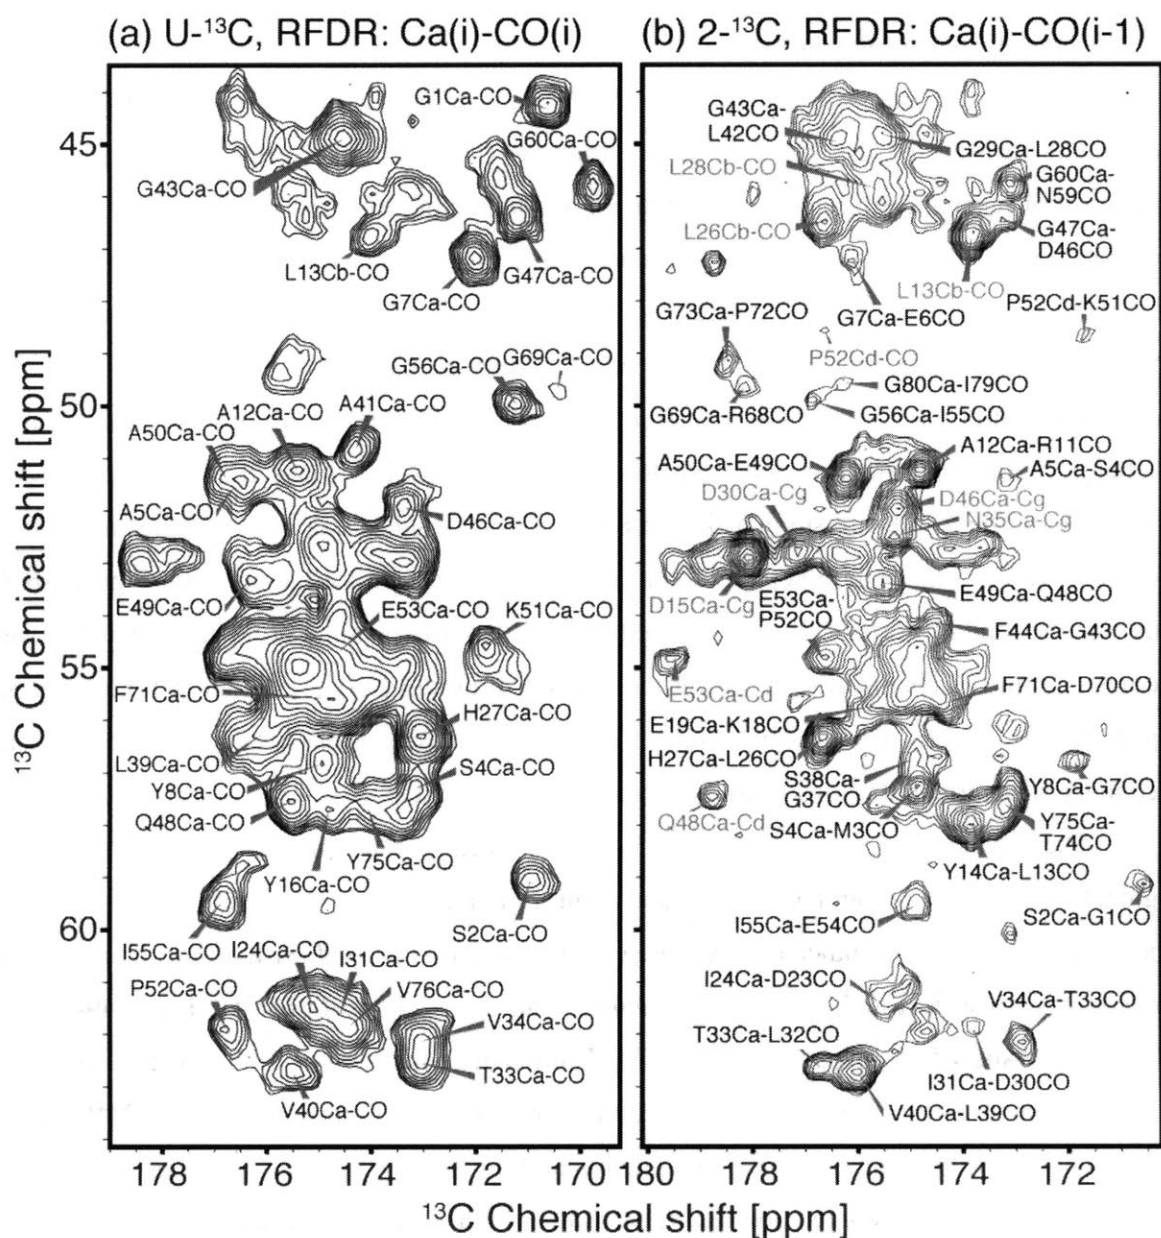 (a) U-¹³C, RFDR: Ca(i)-CO(i)
G1Ca-CO
G60Ca-CO
G43Ca-CO
L13Cb-CO
G47Ca-CO
G7Ca-CO
G56Ca-CO
G69Ca-CO
A12Ca-CO
A41Ca-CO
A50Ca-CO
A5Ca-CO
D46Ca-CO
E49Ca-CO
E53Ca-CO
K51Ca-CO
F71Ca-CO
H27Ca-CO
L39Ca-CO
S4Ca-CO
Y8Ca-CO
Q48Ca-CO
Y75Ca-CO
Y16Ca-CO
S2Ca-CO
I55Ca-CO
I24Ca-CO
I31Ca-CO
P52Ca-CO
V76Ca-CO
V34Ca-CO
T33Ca-CO
V40Ca-CO
45
50
55
60
¹³C Chemical shift [ppm]
178
176
174
172
170
(b) 2-¹³C, RFDR: Ca(i)-CO(i-1)
G43Ca-
L42CO
G29Ca-L28CO
L28Cb-CO
G60Ca-
N59CO
L26Cb-CO
G47Ca-
D46CO
L13Cb-CO
G7Ca-E6CO
P52Cd-K51CO
G73Ca-P72CO
P52Cd-CO
G80Ca-I79CO
G69Ca-R68CO
G56Ca-I55CO
A12Ca-R11CO
A50Ca-E49CO
A5Ca-S4CO
D30Ca-Cg
D46Ca-Cg
N35Ca-Cg
D15Ca-Cg
E53Ca-
P52CO
E49Ca-Q48CO
F44Ca-G43CO
E53Ca-Cd
F71Ca-D70CO
E19Ca-K18CO
H27Ca-L26CO
S38Ca-
G37CO
Y8Ca-G7CO
Q48Ca-Cd
S4Ca-M3CO
Y75Ca-
T74CO
Y14Ca-L13CO
I55Ca-E54CO
S2Ca-G1CO
I24Ca-D23CO
V34Ca-T33CO
T33Ca-L32CO
I31Ca-D30CO
V40Ca-L39CO
180
178
176
174
172
¹³C Chemical shift [ppm]